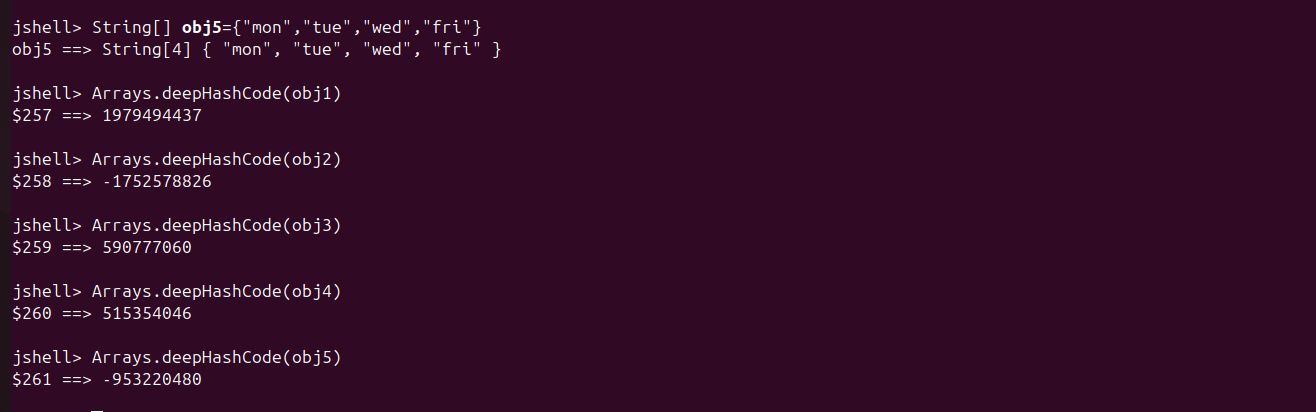 jshell> String[] obj5={"mon","tue","wed","fri"}
obj5 ==> String[4] { "mon", "tue", "wed", "fri" }
jshell> Arrays.deepHashCode(obj1)
$257 ==> 1979494437
jshell> Arrays.deepHashCode(obj2)
$258 ==> -1752578826
jshell> Arrays.deepHashCode(obj3)
$259 ==> 590777060
jshell> Arrays.deepHashCode(obj4)
$260 ==> 515354046
jshell> Arrays.deepHashCode(obj5)
$261 ==> -953220480